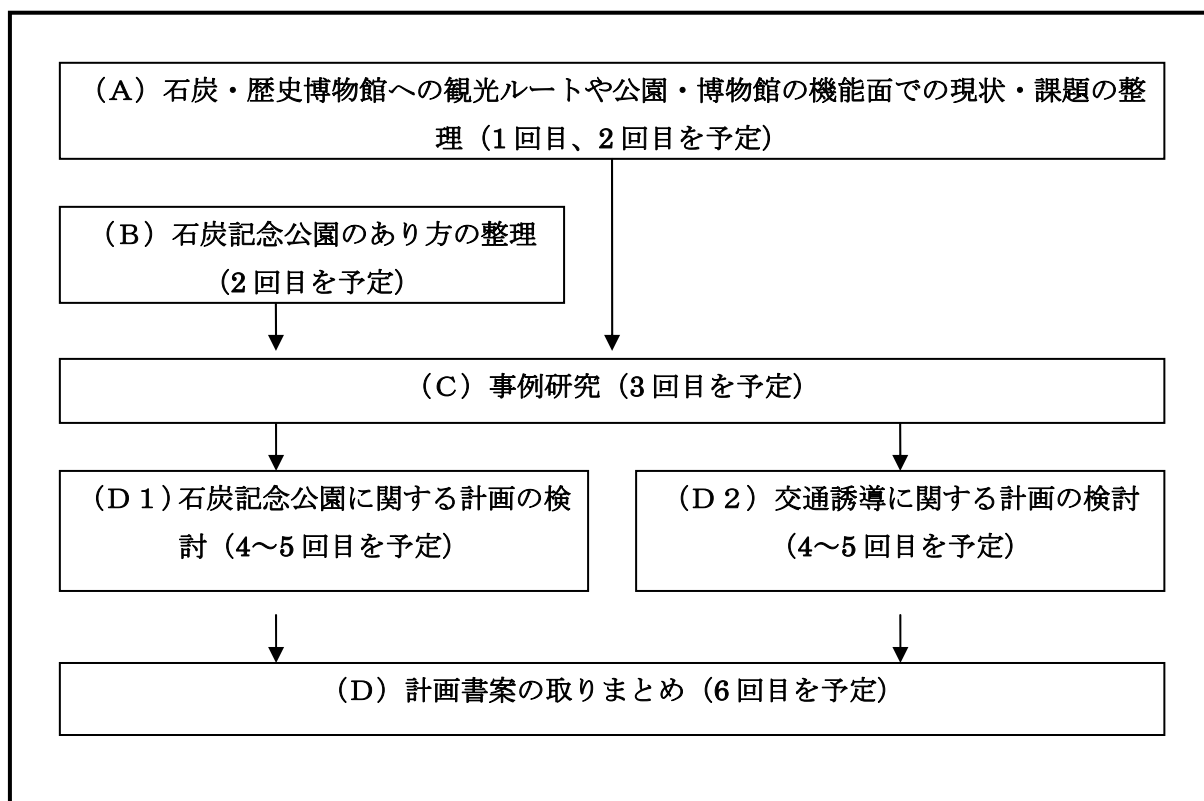 （A）石炭・歴史博物館への観光ルートや公園・博物館の機能面での現状・課題の整
理（1回目、2回目を予定）
（B）石炭記念公園のあり方の整理
（2回目を予定）
（C）事例研究（3回目を予定）
（D１）石炭記念公園に関する計画の検
討（4～5回目を予定）
（D２）交通誘導に関する計画の検討
（4～5回目を予定）
（D）計画書案の取りまとめ（6回目を予定）